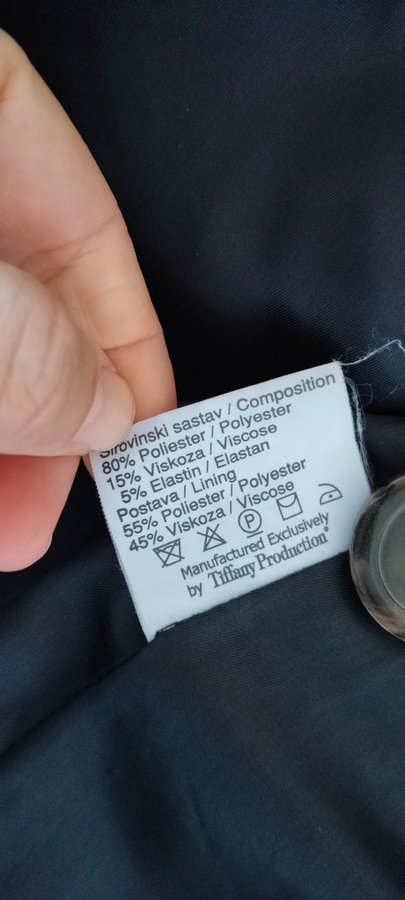 Sirovinski sastav / Composition
80% Poliester / Polyester
15% Viskoza / Viscose
5% Elastin / Elastan
Postava / Lining
55% Poliester / Polyester
45% Viskoza / Viscose
P
Manufactured Exclusively
by Tiffany Production®